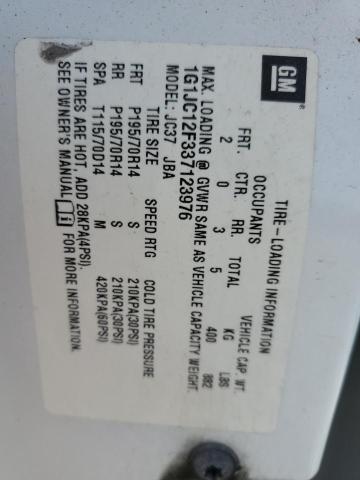 GM
TIRE-LOADING INFORMATION
OCCUPANTS VEHICLE CAP. WT.
FRT. CTR. RR. TOTAL KG LBS
2 0 3 5 400 882
MAX. LOADING @ GVWR SAME AS VEHICLE CAPACITY WEIGHT.
1G1JC12F337123976
MODEL: JC37 JBA
TIRE SIZE SPEED RTG COLD TIRE PRESSURE
FRT P195/70R14 S 210KPA(30PSI)
RR P195/70R14 S 210KPA(30PSI)
SPA T115/70D14 M 420KPA(60PSI)
IF TIRES ARE HOT, ADD 28KPA(4PSI).
SEE OWNER'S MANUAL i FOR MORE INFORMATION.